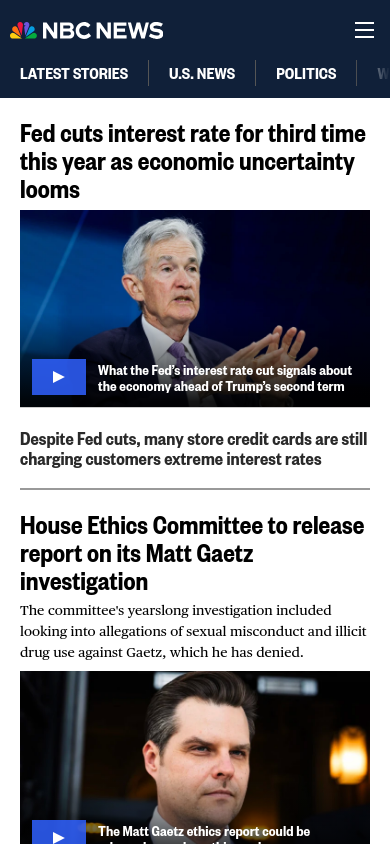 NBC NEWS
LATEST STORIES
U.S. NEWS
POLITICS
Fed cuts interest rate for third time
this year as economic uncertainty
looms
What the Fed's interest rate cut signals about
the economy ahead of Trump's second term
Despite Fed cuts, many store credit cards are still
charging customers extreme interest rates
House Ethics Committee to release
report on its Matt Gaetz
investigation
The committee's yearslong investigation included
looking into allegations of sexual misconduct and illicit
drug use against Gaetz, which he has denied.
The Matt Gaetz ethics report could be